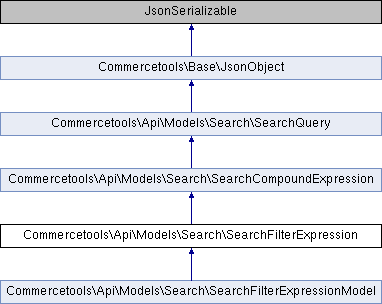 JsonSerializable
Commercetools\Base\JsonObject
Commercetools\Api\Models\Search\SearchQuery
Commercetools\Api\Models\Search\SearchCompoundExpression
Commercetools\Api\Models\Search\SearchFilterExpression
Commercetools\Api\Models\Search\SearchFilterExpressionModel